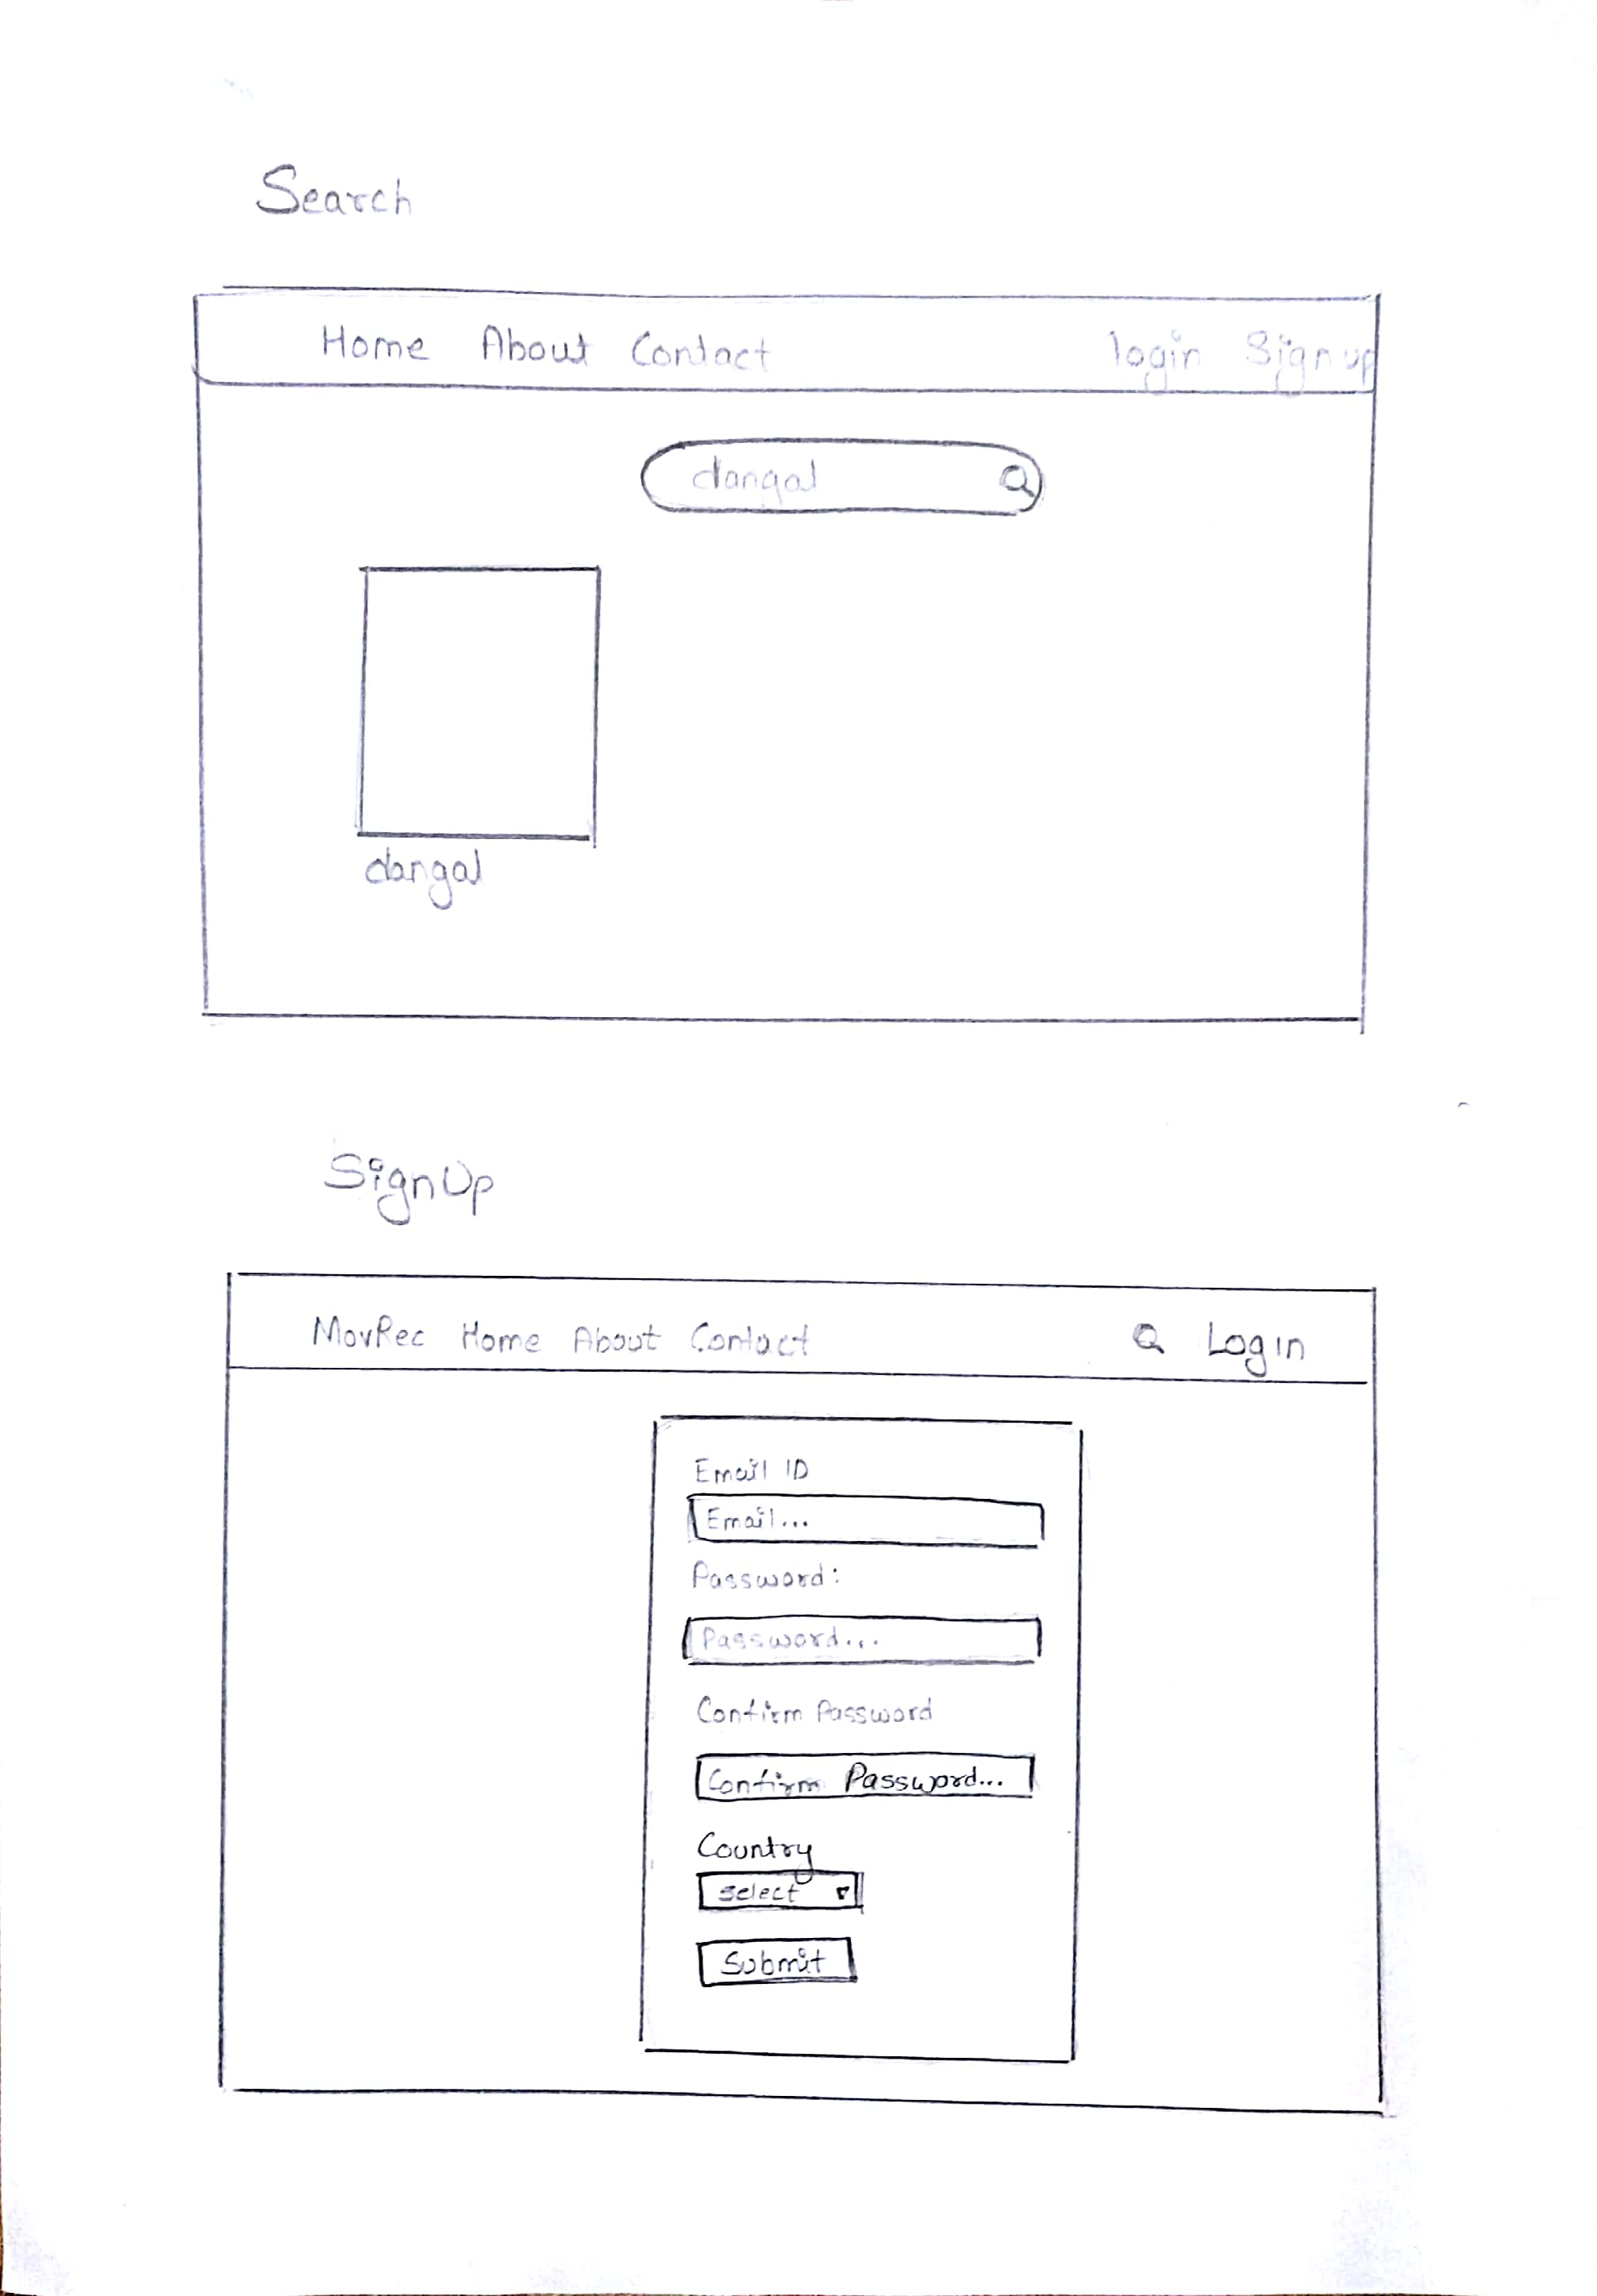 Search
Home About Contact login Sign up
dangal
dangal
SignUp
MovRec Home About Contact Login
Email ID
Email...
Password:
Password...
Confirm Password
Confirm Password...
Country
Select
Submit